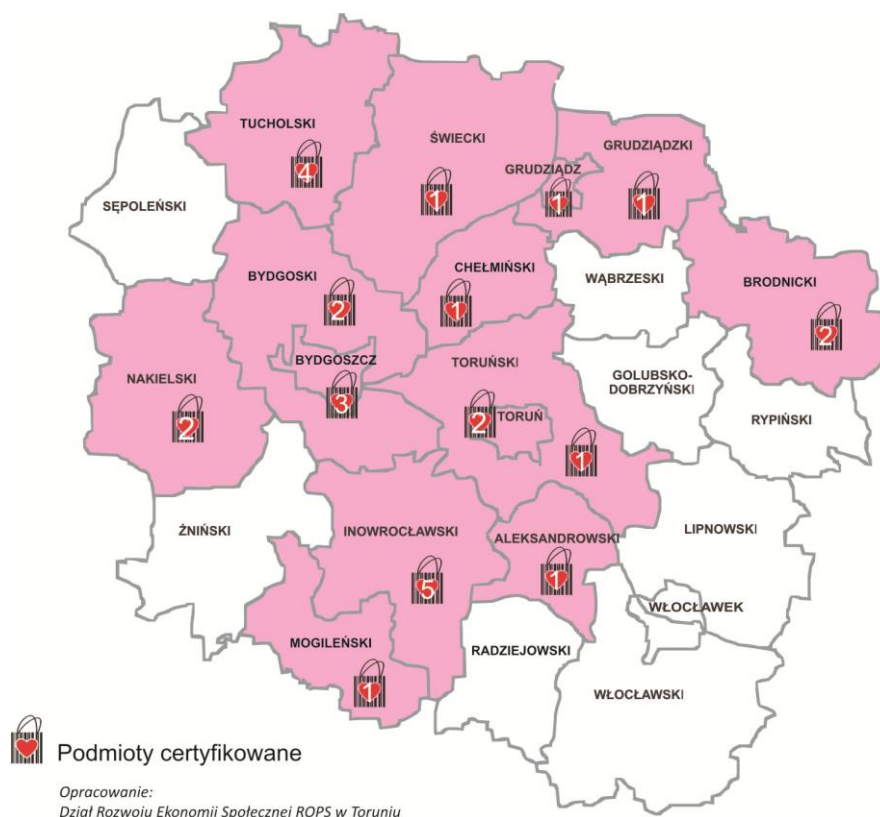 TUCHOLSKI
4
ŚWIECKI
1
GRUDZIĄDZ
1
GRUDZIĄDZKI
1
SĘPOLEŃSKI
BYDGOSKI
2
CHEŁMIŃSKI
1
WĄBRZESKI
BRODNICKI
2
BYDGOSZCZ
3
NAKIELSKI
2
TORUŃSKI
TORUŃ
2
1
GOLUBSKO-
DOBRZYŃSKI
RYPIŃSKI
ŻNIŃSKI
INOWROCŁAWSKI
5
ALEKSANDROWSKI
1
LIPNOWSKI
WŁOCŁAWEK
MOGILEŃSKI
1
RADZIEJOWSKI
WŁOCŁAWSKI
Podmioty certyfikowane
Opracowanie:
Dział Rozwoju Ekonomii Społecznej ROPS w Toruniu